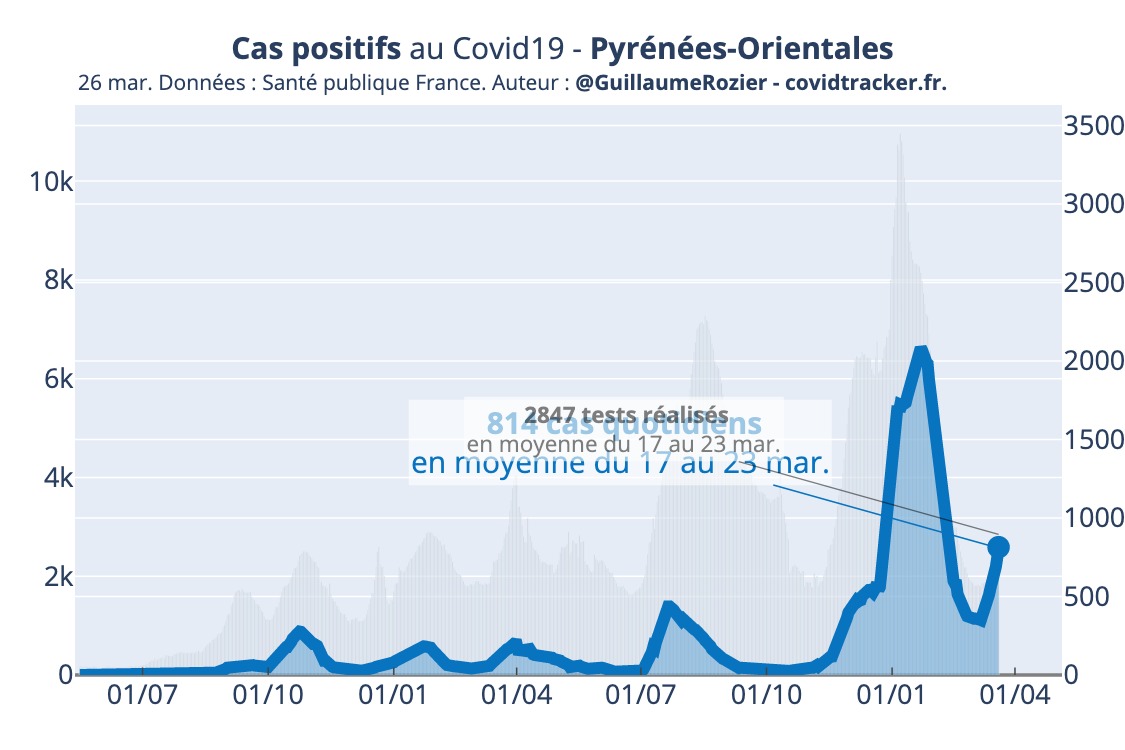 Cas positifs au Covid19 - Pyrénées-Orientales
26 mar. Données : Santé publique France. Auteur : @GuillaumeRozier - covidtracker.fr.
3500
10k
3000
8k
2500
6k
2000
2847 tests réalisés
814 cas quotidiens
en moyenne du 17 au 23 mar.
en moyenne du 17 au 23 mar.
1500
4k
1000
2k
500
0
0
01/07 01/10 01/01 01/04 01/07 01/10 01/01 01/04